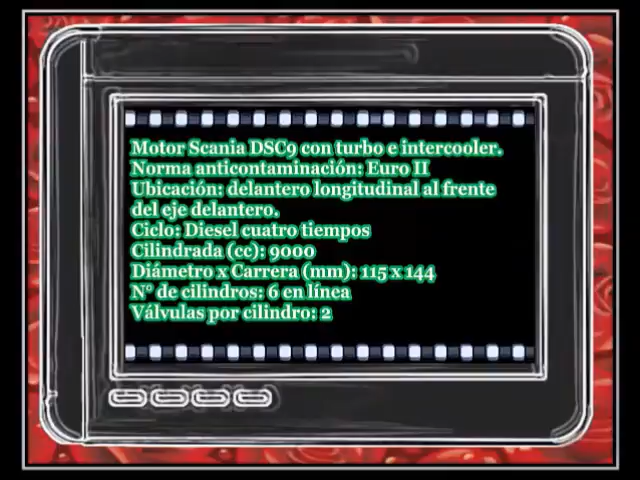 Motor Scania DSC9 con turbo e intercooler.
Norma anticontaminación: Euro II
Ubicación: delantero longitudinal al frente
del eje delantero.
Ciclo: Diesel cuatro tiempos
Cilindrada (cc): 9000
Diámetro x Carrera (mm): 115 x 144
N° de cilindros: 6 en línea
Válvulas por cilindro: 2